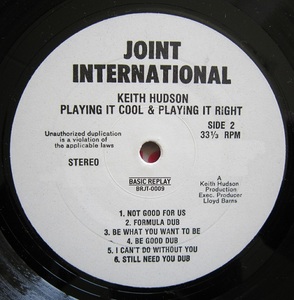 JOINT
INTERNATIONAL
KEITH HUDSON
PLAYING IT COOL & PLAYING IT RIGHT
Unauthorized duplication
is a violation of
the applicable laws
SIDE 2
33⅓ RPM
STEREO
BASIC REPLAY
BRJT-0009
A
Keith Hudson
Production
Exec. Producer
Lloyd Barns
1. NOT GOOD FOR US
2. FORMULA DUB
3. BE WHAT YOU WANT TO BE
4. BE GOOD DUB
5. I CAN'T DO WITHOUT YOU
6. STILL NEED YOU DUB